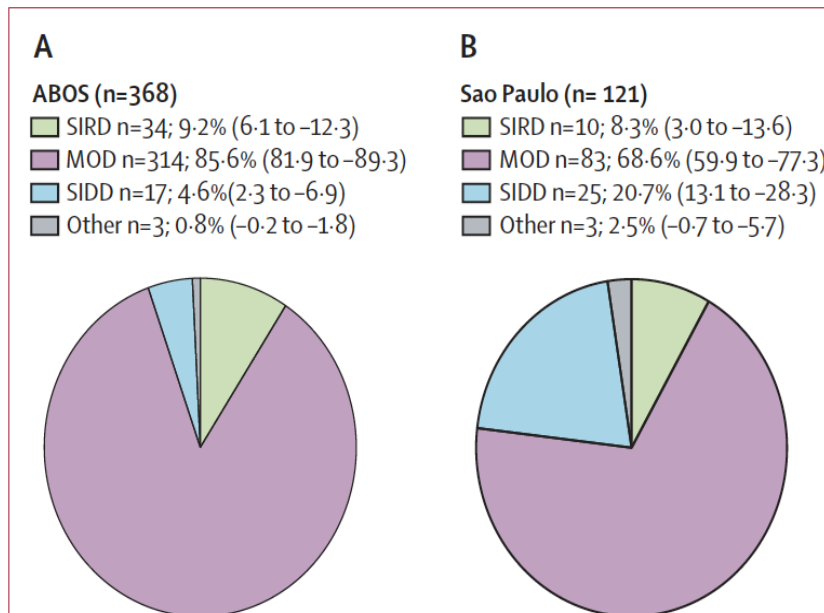 A
ABOS (n=368)
SIRD n=34; 9·2% (6·1 to –12·3)
MOD n=314; 85·6% (81·9 to –89·3)
SIDD n=17; 4·6%(2·3 to –6·9)
Other n=3; 0·8% (–0·2 to –1·8)
B
Sao Paulo (n= 121)
SIRD n=10; 8·3% (3·0 to –13·6)
MOD n=83; 68·6% (59·9 to –77·3)
SIDD n=25; 20·7% (13·1 to –28·3)
Other n=3; 2·5% (–0·7 to –5·7)